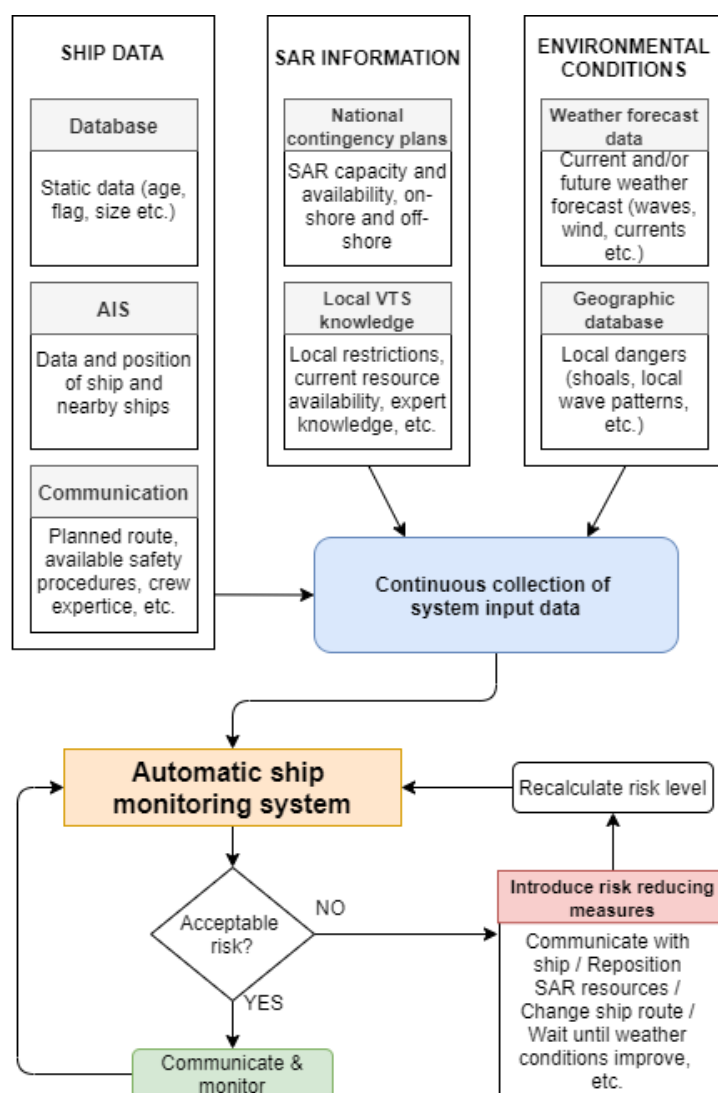 SHIP DATA
Database
Static data (age,
flag, size etc.)
AIS
Data and position
of ship and
nearby ships
Communication
Planned route,
available safety
procedures, crew
expertice, etc.
SAR INFORMATION
National
contingency plans
SAR capacity and
availability, on-
shore and off-
shore
Local VTS
knowledge
Local restrictions,
current resource
availability, expert
knowledge, etc.
ENVIRONMENTAL
CONDITIONS
Weather forecast
data
Current and/or
future weather
forecast (waves,
wind, currents
etc.)
Geographic
database
Local dangers
(shoals, local
wave patterns,
etc.)
Continuous collection of
system input data
Automatic ship
monitoring system
Recalculate risk level
Acceptable
risk?
NO
YES
Introduce risk reducing
measures
Communicate with
ship / Reposition
SAR resources /
Change ship route /
Wait until weather
conditions improve,
etc.
Communicate &
monitor